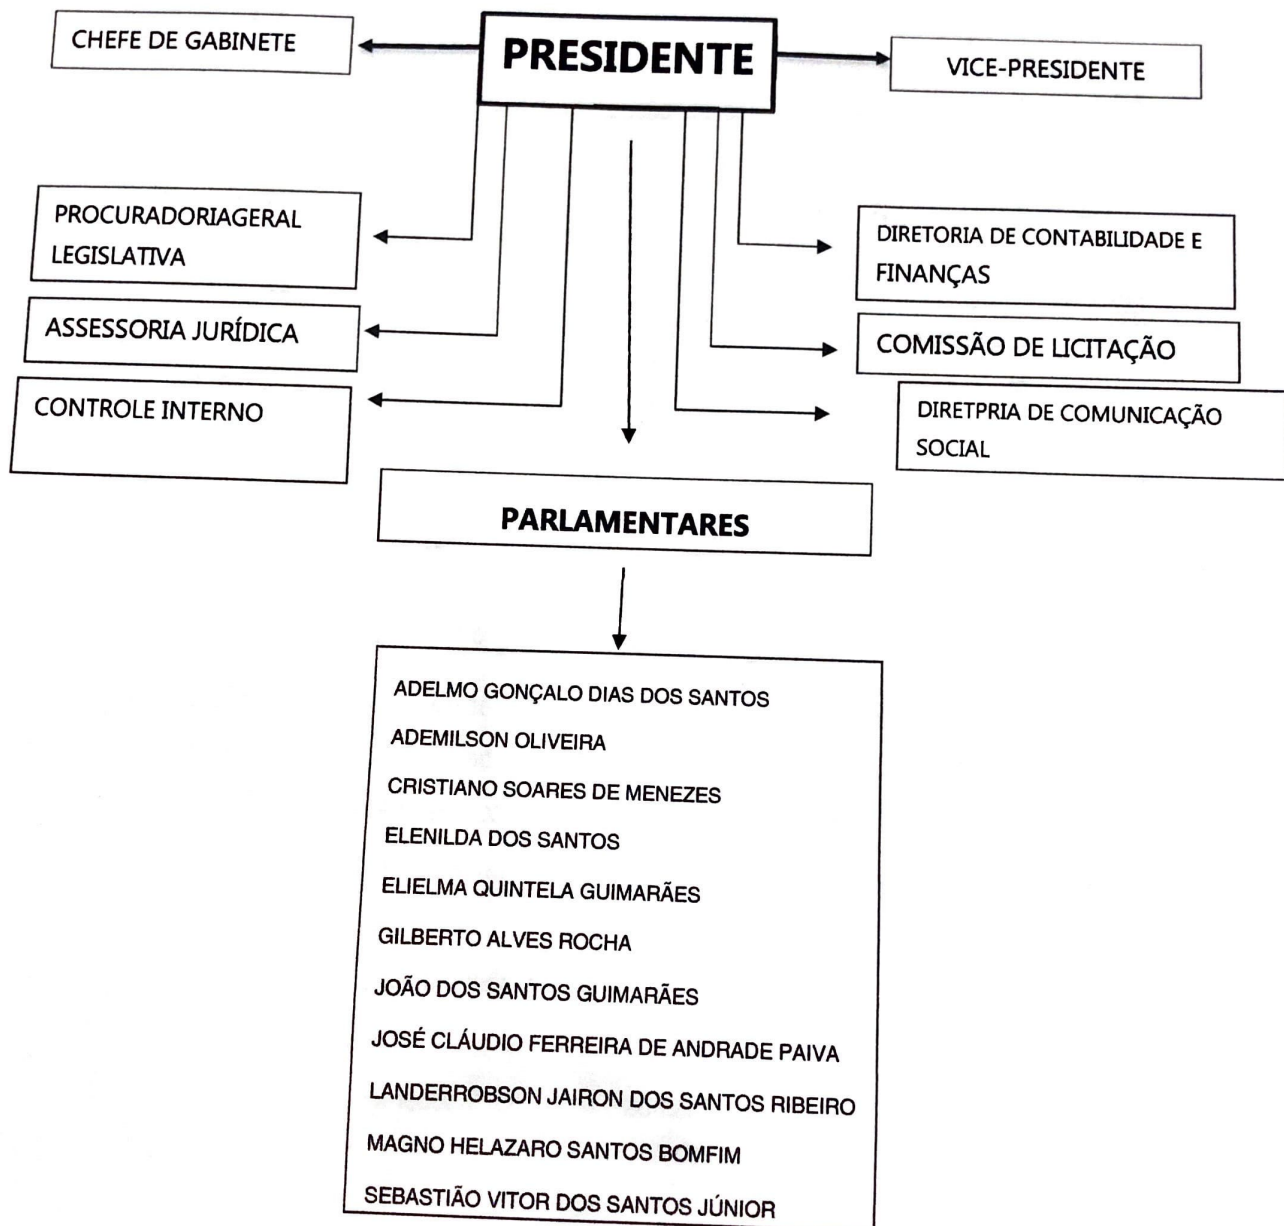 CHEFE DE GABINETE
PRESIDENTE
VICE-PRESIDENTE
PROCURADORIAGERAL
LEGISLATIVA
ASSESSORIA JURÍDICA
CONTROLE INTERNO
DIRETORIA DE CONTABILIDADE E
FINANÇAS
COMISSÃO DE LICITAÇÃO
DIRETPRIA DE COMUNICAÇÃO
SOCIAL
PARLAMENTARES
ADELMO GONÇALO DIAS DOS SANTOS
ADEMILSON OLIVEIRA
CRISTIANO SOARES DE MENEZES
ELENILDA DOS SANTOS
ELIELMA QUINTELA GUIMARÃES
GILBERTO ALVES ROCHA
JOÃO DOS SANTOS GUIMARÃES
JOSÉ CLÁUDIO FERREIRA DE ANDRADE PAIVA
LANDERROBSON JAIRON DOS SANTOS RIBEIRO
MAGNO HELAZARO SANTOS BOMFIM
SEBASTIÃO VITOR DOS SANTOS JÚNIOR